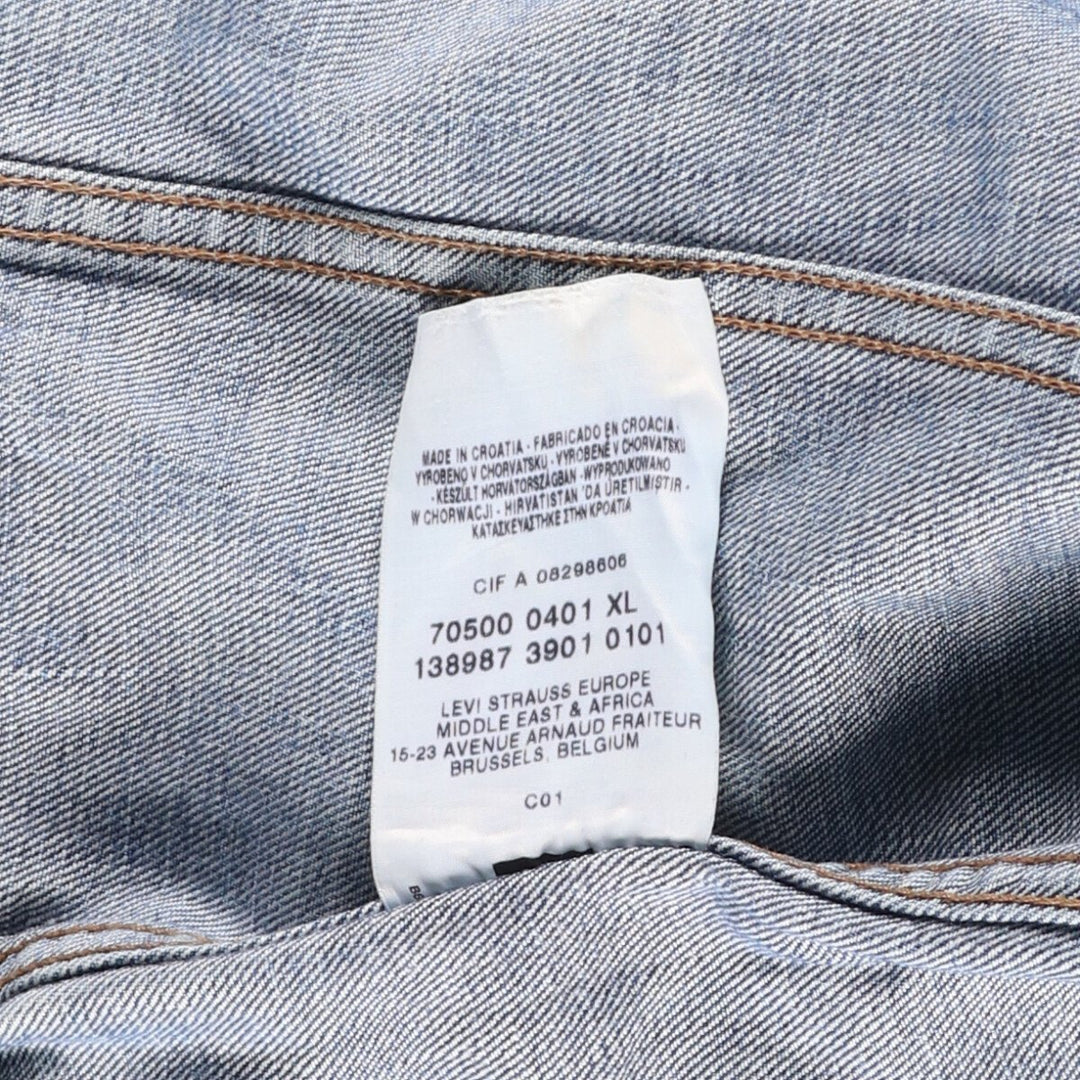 MADE IN CROATIA - FABRICADO EN CROACIA -
VYROBENO V CHORVATSKU - VYROBENÉ V CHORVATSKU
- KÉSZÜLT HORVÁTORSZÁGBAN - WYPRODUKOWANO
W CHORWACJI - HIRVATISTAN 'DA ÜRETILMISTIR -
ΚΑΤΑΣΚΕΥΑΣΤΗΚΕ ΣΤΗΝ ΚΡΟΑΤΙΑ
CIF A 08298606
70500 0401 XL
138987 3901 0101
LEVI STRAUSS EUROPE
MIDDLE EAST & AFRICA
15-23 AVENUE ARNAUD FRAITEUR
BRUSSELS, BELGIUM
C01